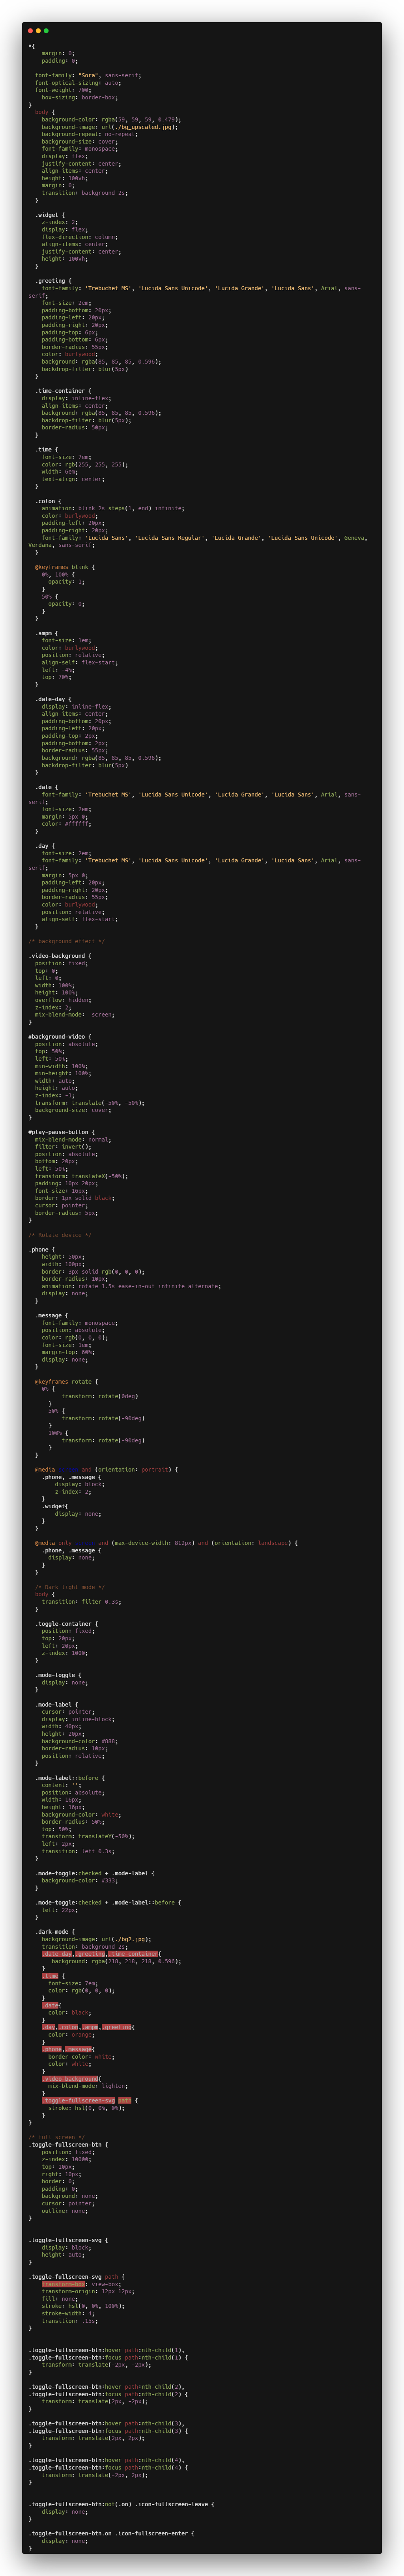 *{
margin: 0;
padding: 0;
font-family: "Sora", sans-serif;
font-optical-sizing: auto;
font-weight: 700;
box-sizing: border-box;
}
body {
background-color: rgba(59, 59, 59, 0.479);
background-image: url(./bg_upscaled.jpg);
background-repeat: no-repeat;
background-size: cover;
font-family: monospace;
display: flex;
justify-content: center;
align-items: center;
height: 100vh;
margin: 0;
transition: background 2s;
}
.widget {
z-index: 2;
display: flex;
flex-direction: column;
align-items: center;
justify-content: center;
height: 100vh;
}
.greeting {
font-family: 'Trebuchet MS', 'Lucida Sans Unicode', 'Lucida Grande', 'Lucida Sans', Arial, sans-
serif;
font-size: 2em;
padding-bottom: 20px;
padding-left: 20px;
padding-right: 20px;
padding-top: 6px;
padding-bottom: 6px;
border-radius: 55px;
color: burlywood;
background: rgba(85, 85, 85, 0.596);
backdrop-filter: blur(5px)
}
.time-container {
display: inline-flex;
align-items: center;
background: rgba(85, 85, 85, 0.596);
backdrop-filter: blur(5px);
border-radius: 50px;
}
.time {
font-size: 7em;
color: rgb(255, 255, 255);
width: 6em;
text-align: center;
}
.colon {
animation: blink 2s steps(1, end) infinite;
color: burlywood;
padding-left: 20px;
padding-right: 20px;
font-family: 'Lucida Sans', 'Lucida Sans Regular', 'Lucida Grande', 'Lucida Sans Unicode', Geneva,
Verdana, sans-serif;
}
@keyframes blink {
0%, 100% {
opacity: 1;
}
50% {
opacity: 0;
}
}
.ampm {
font-size: 1em;
color: burlywood;
position: relative;
align-self: flex-start;
left: -4%;
top: 70%;
}
.date-day {
display: inline-flex;
align-items: center;
padding-bottom: 20px;
padding-left: 20px;
padding-top: 2px;
padding-bottom: 2px;
border-radius: 55px;
background: rgba(85, 85, 85, 0.596);
backdrop-filter: blur(5px)
}
.date {
font-family: 'Trebuchet MS', 'Lucida Sans Unicode', 'Lucida Grande', 'Lucida Sans', Arial, sans-
serif;
font-size: 2em;
margin: 5px 0;
color: #ffffff;
}
.day {
font-size: 2em;
font-family: 'Trebuchet MS', 'Lucida Sans Unicode', 'Lucida Grande', 'Lucida Sans', Arial, sans-
serif;
margin: 5px 0;
padding-left: 20px;
padding-right: 20px;
border-radius: 55px;
color: burlywood;
position: relative;
align-self: flex-start;
}
/* background effect */
.video-background {
position: fixed;
top: 0;
left: 0;
width: 100%;
height: 100%;
overflow: hidden;
z-index: 2;
mix-blend-mode: screen;
}
#background-video {
position: absolute;
top: 50%;
left: 50%;
min-width: 100%;
min-height: 100%;
width: auto;
height: auto;
z-index: -1;
transform: translate(-50%, -50%);
background-size: cover;
}
#play-pause-button {
mix-blend-mode: normal;
filter: invert();
position: absolute;
bottom: 20px;
left: 50%;
transform: translateX(-50%);
padding: 10px 20px;
font-size: 16px;
border: 1px solid black;
cursor: pointer;
border-radius: 5px;
}
/* Rotate device */
.phone {
height: 50px;
width: 100px;
border: 3px solid rgb(0, 0, 0);
border-radius: 10px;
animation: rotate 1.5s ease-in-out infinite alternate;
display: none;
}
.message {
font-family: monospace;
position: absolute;
color: rgb(0, 0, 0);
font-size: 1em;
margin-top: 60%;
display: none;
}
@keyframes rotate {
0% {
transform: rotate(0deg)
}
50% {
transform: rotate(-90deg)
}
100% {
transform: rotate(-90deg)
}
}
@media and (orientation: portrait) {
.phone, .message {
display: block;
z-index: 2;
}
.widget{
display: none;
}
}
@media only and (max-device-width: 812px) and (orientation: landscape) {
.phone, .message {
display: none;
}
}
/* Dark light mode */
body {
transition: filter 0.3s;
}
.toggle-container {
position: fixed;
top: 20px;
left: 20px;
z-index: 1000;
}
.mode-toggle {
display: none;
}
.mode-label {
cursor: pointer;
display: inline-block;
width: 40px;
height: 20px;
background-color: #888;
border-radius: 10px;
position: relative;
}
.mode-label::before {
content: '';
position: absolute;
width: 16px;
height: 16px;
background-color: white;
border-radius: 50%;
top: 50%;
transform: translateY(-50%);
left: 2px;
transition: left 0.3s;
}
.mode-toggle:checked + .mode-label {
background-color: #333;
}
.mode-toggle:checked + .mode-label::before {
left: 22px;
}
.dark-mode {
background-image: url(./bg2.jpg);
transition: background 2s;
.date-day,.greeting,.time-container{
background: rgba(218, 218, 218, 0.596);
}
.time {
font-size: 7em;
color: rgb(0, 0, 0);
}
.date{
color: black;
}
.day,.colon,.ampm,.greeting{
color: orange;
}
.phone,.message{
border-color: white;
color: white;
}
.video-background{
mix-blend-mode: lighten;
}
.toggle-fullscreen-svg path {
stroke: hsl(0, 0%, 0%);
}
}
/* full screen */
.toggle-fullscreen-btn {
position: fixed;
z-index: 10000;
top: 10px;
right: 10px;
border: 0;
padding: 0;
background: none;
cursor: pointer;
outline: none;
}
.toggle-fullscreen-svg {
display: block;
height: auto;
}
.toggle-fullscreen-svg path {
transform-box: view-box;
transform-origin: 12px 12px;
fill: none;
stroke: hsl(0, 0%, 100%);
stroke-width: 4;
transition: .15s;
}
.toggle-fullscreen-btn:hover path:nth-child(1),
.toggle-fullscreen-btn:focus path:nth-child(1) {
transform: translate(-2px, -2px);
}
.toggle-fullscreen-btn:hover path:nth-child(2),
.toggle-fullscreen-btn:focus path:nth-child(2) {
transform: translate(2px, -2px);
}
.toggle-fullscreen-btn:hover path:nth-child(3),
.toggle-fullscreen-btn:focus path:nth-child(3) {
transform: translate(2px, 2px);
}
.toggle-fullscreen-btn:hover path:nth-child(4),
.toggle-fullscreen-btn:focus path:nth-child(4) {
transform: translate(-2px, 2px);
}
.toggle-fullscreen-btn:not(.on) .icon-fullscreen-leave {
display: none;
}
.toggle-fullscreen-btn.on .icon-fullscreen-enter {
display: none;
}